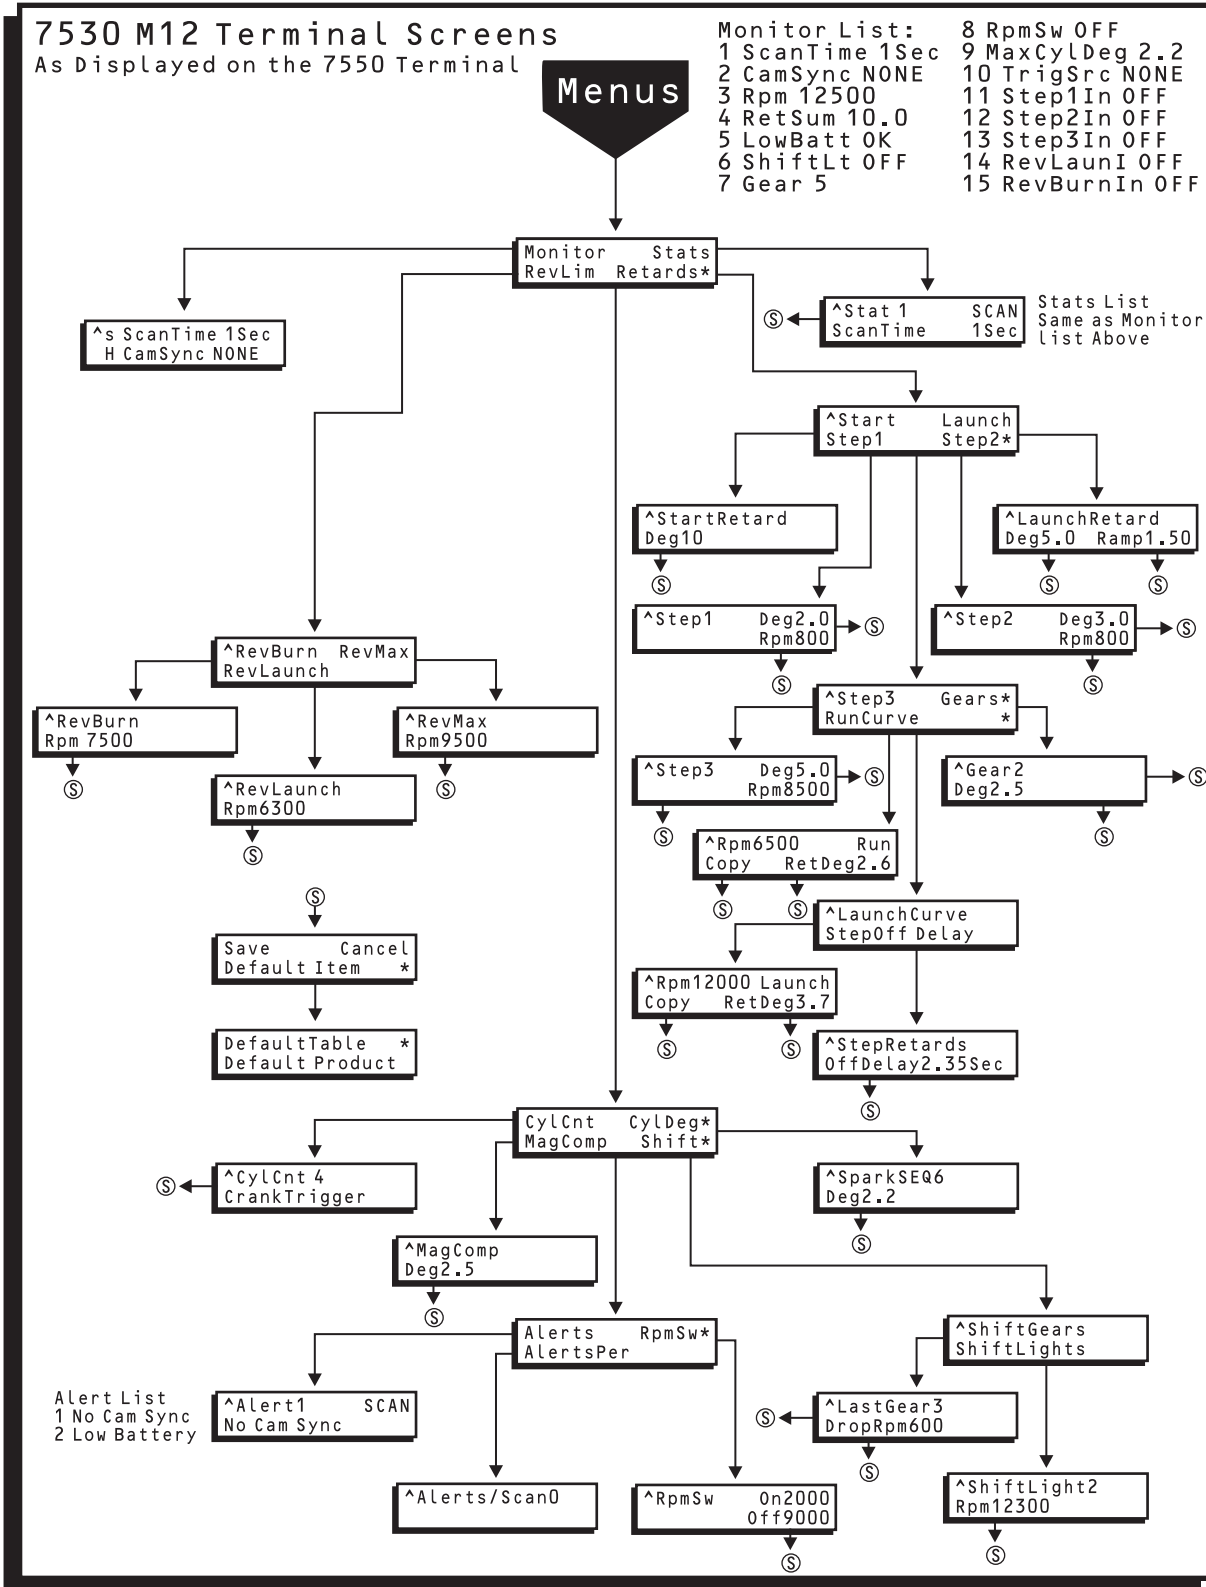 7530 M12 Terminal Screens
As Displayed on the 7550 Terminal
Menus
Monitor List:
1 ScanTime 1Sec
2 CamSync NONE
3 Rpm 12500
4 RetSum 10.0
5 LowBatt OK
6 ShiftLt OFF
7 Gear 5
8 RpmSw OFF
9 MaxCylDeg 2.2
10 TrigSrc NONE
11 Step1In OFF
12 Step2In OFF
13 Step3In OFF
14 RevLaunI OFF
15 RevBurnIn OFF
Monitor Stats
RevLim Retards*
^s ScanTime 1Sec
H CamSync NONE
S
^Stat 1 SCAN
ScanTime 1Sec
Stats List
Same as Monitor
list Above
^Start Launch
Step1 Step2*
^StartRetard
Deg10
S
^LaunchRetard
Deg5.0 Ramp1.50
S
S
^Step1 Deg2.0
Rpm800
S
S
^Step2 Deg3.0
Rpm800
S
S
^RevBurn RevMax
RevLaunch
^RevBurn
Rpm 7500
S
^RevMax
Rpm9500
S
^RevLaunch
Rpm6300
S
^Step3 Gears*
RunCurve *
^Step3 Deg5.0
Rpm8500
S
S
^Gear2
Deg2.5
S
S
^Rpm6500 Run
Copy RetDeg2.6
S
S
^LaunchCurve
StepOff Delay
S
Save Cancel
Default Item *
DefaultTable *
Default Product
^Rpm12000 Launch
Copy RetDeg3.7
S
S
^StepRetards
OffDelay2.35Sec
S
CylCnt CylDeg*
MagComp Shift*
S
^CylCnt 4
CrankTrigger
^SparkSEQ6
Deg2.2
S
^MagComp
Deg2.5
S
Alerts RpmSw*
AlertsPer
^ShiftGears
ShiftLights
Alert List
1 No Cam Sync
2 Low Battery
^Alert1 SCAN
No Cam Sync
S
^LastGear3
DropRpm600
S
^Alerts/Scan0
^RpmSw On2000
Off9000
S
^ShiftLight2
Rpm12300
S